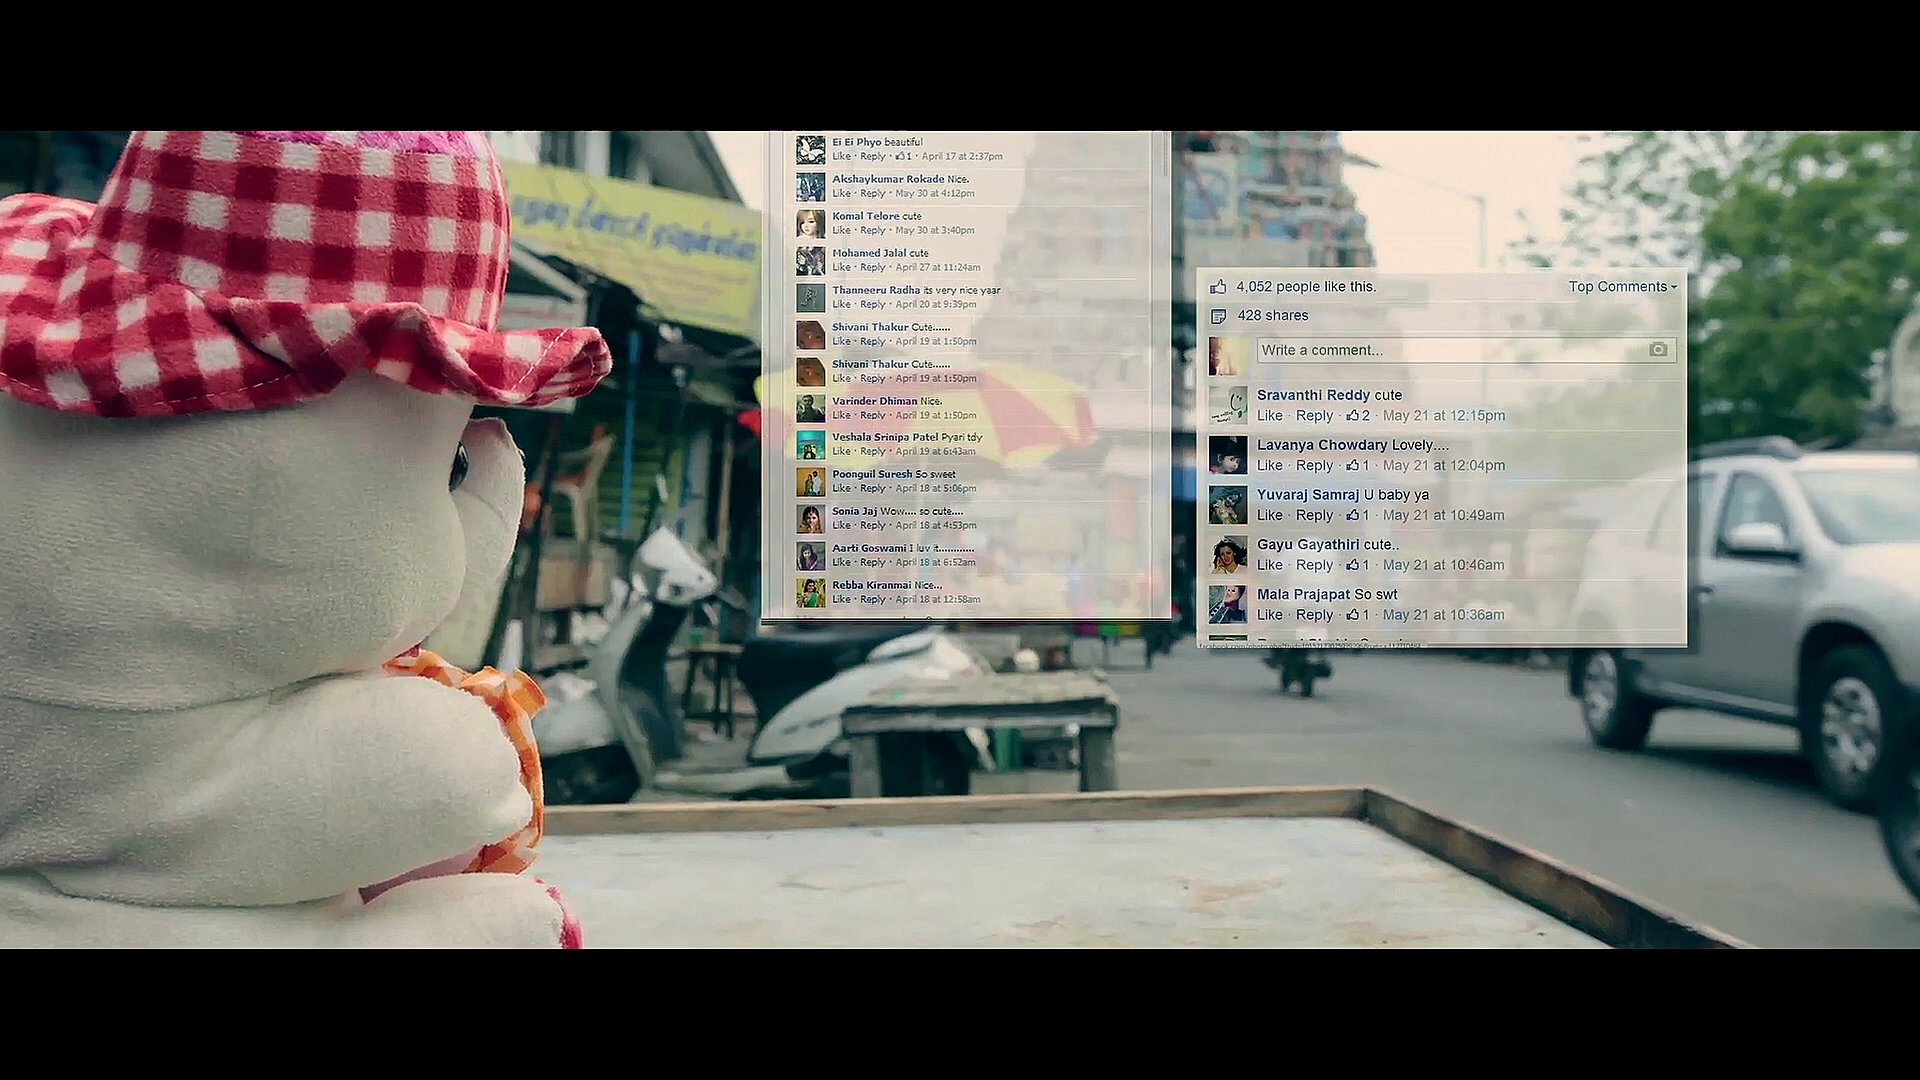 Ei Ei Phyo beautiful
Like · Reply · 1 · April 17 at 2:37pm
Akshaykumar Rokade Nice.
Like · Reply · May 30 at 4:12pm
Komal Telore cute
Like · Reply · May 30 at 3:40pm
Mohamed Jalal cute
Like · Reply · April 27 at 11:24am
Thanneeru Radha its very nice yaar
Like · Reply · April 20 at 9:39pm
Shivani Thakur Cute......
Like · Reply · April 19 at 1:50pm
Shivani Thakur Cute......
Like · Reply · April 19 at 1:50pm
Varinder Dhiman Nice.
Like · Reply · April 19 at 1:50pm
Veshala Srinipa Patel Pyari tdy
Like · Reply · April 19 at 6:43am
Poonguil Suresh So sweet
Like · Reply · April 18 at 5:06pm
Sonia Jaj Wow.... so cute....
Like · Reply · April 18 at 4:53pm
Aarti Goswami I luv it............
Like · Reply · April 18 at 6:52am
Rebba Kiranmai Nice..,
Like · Reply · April 18 at 12:58am
4,052 people like this.
Top Comments
428 shares
Write a comment...
Sravanthi Reddy cute
Like · Reply · 2 · May 21 at 12:15pm
Lavanya Chowdary Lovely....
Like · Reply · 1 · May 21 at 12:04pm
Yuvaraj Samraj U baby ya
Like · Reply · 1 · May 21 at 10:49am
Gayu Gayathiri cute..
Like · Reply · 1 · May 21 at 10:46am
Mala Prajapat So swt
Like · Reply · 1 · May 21 at 10:36am